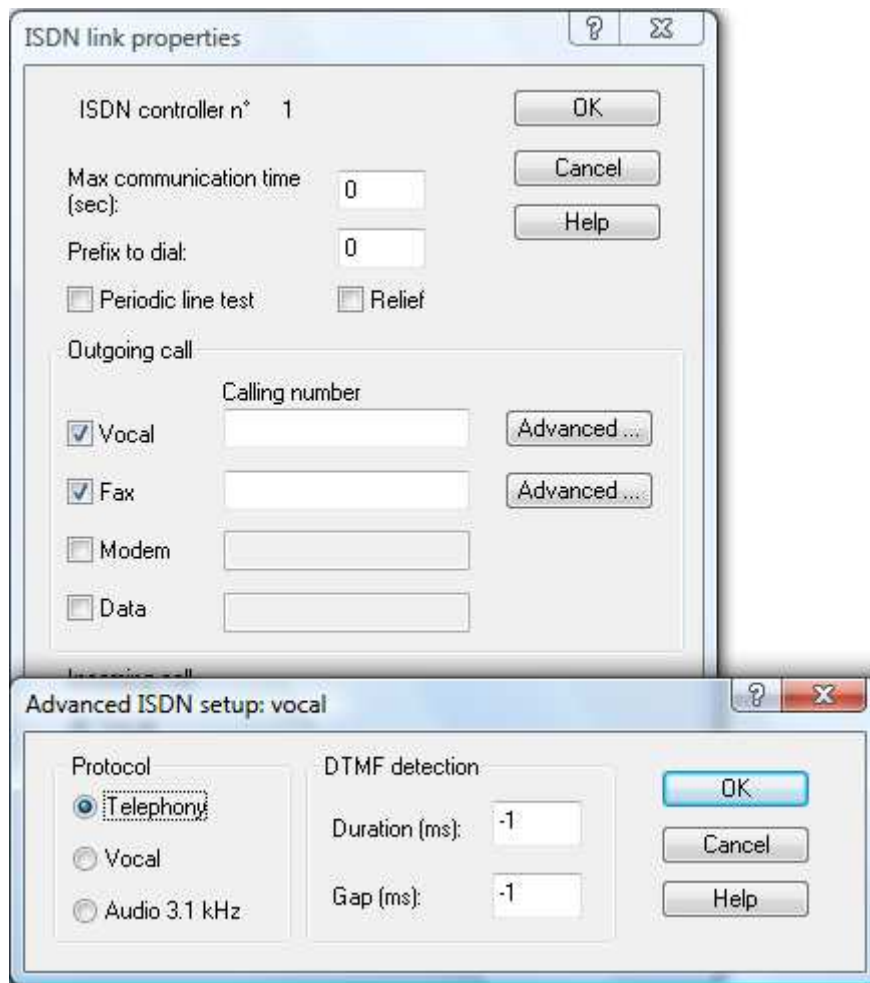 ISDN link properties
ISDN controller n° 1
OK
Max communication time
(sec):
0
Cancel
Prefix to dial:
0
Help
Periodic line test
Relief
Outgoing call
Calling number
Vocal
Advanced ...
Fax
Advanced ...
Modem
Data
Advanced ISDN setup: vocal
Protocol
DTMF detection
Telephony
Duration (ms):
-1
OK
Vocal
Cancel
Audio 3.1 kHz
Gap (ms):
-1
Help